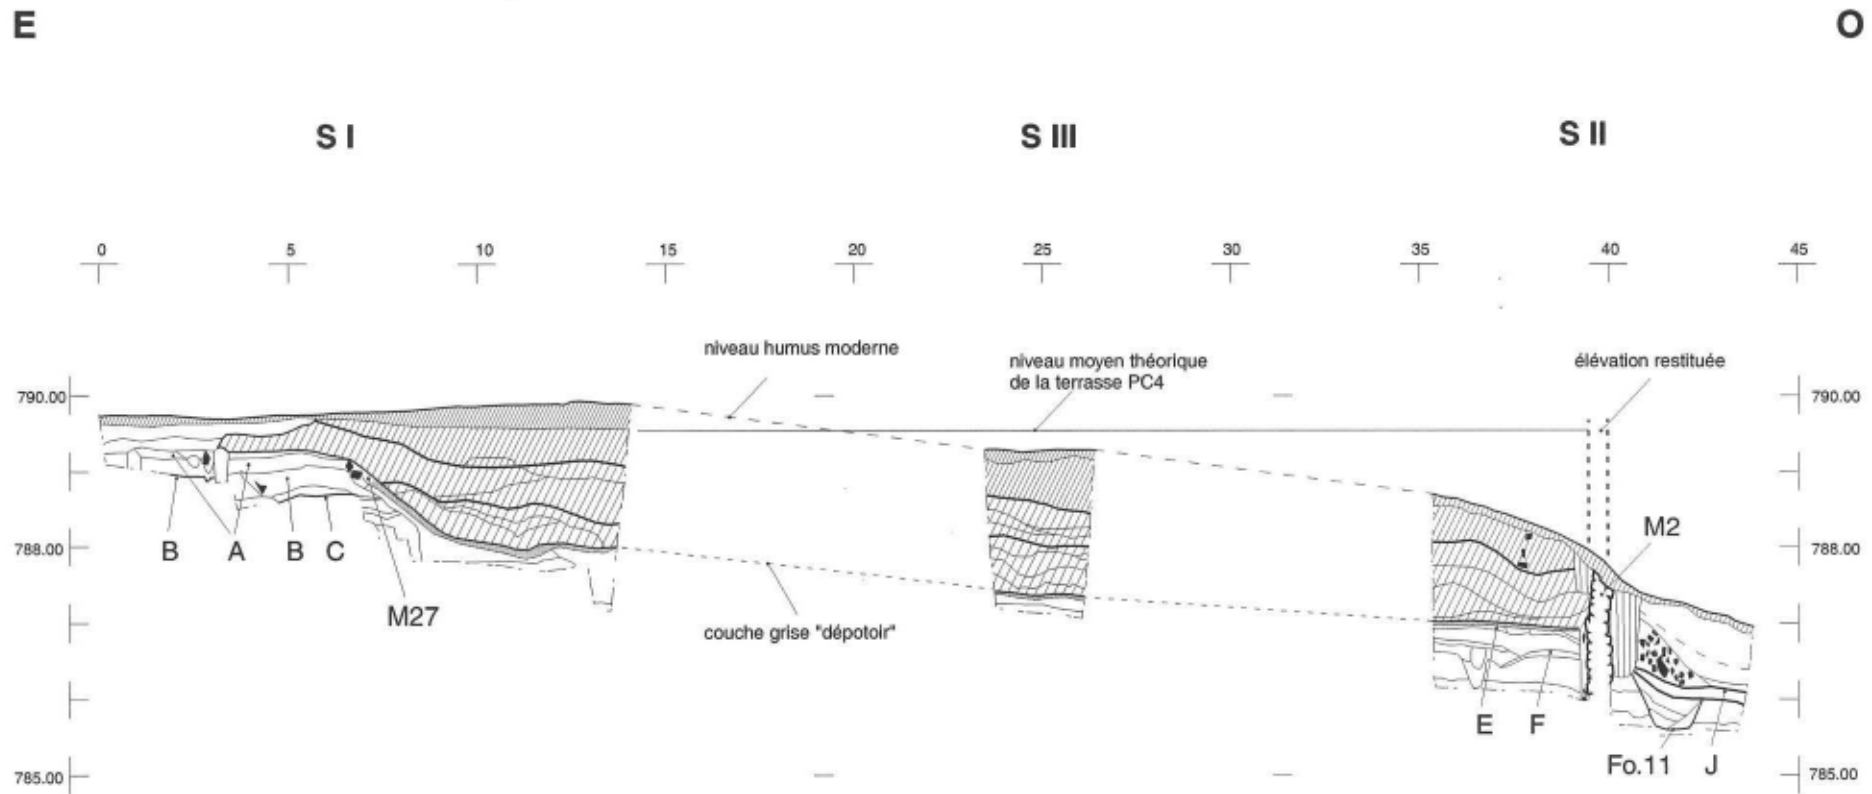 E
O
S I
S III
S II
0 5 10 15 20 25 30 35 40 45
niveau humus moderne
niveau moyen théorique
de la terrasse PC4
élévation restituée
790.00
790.00
M2
788.00
788.00
B A B C
M27
couche grise "dépotoir"
E F
Fo.11 J
785.00
785.00